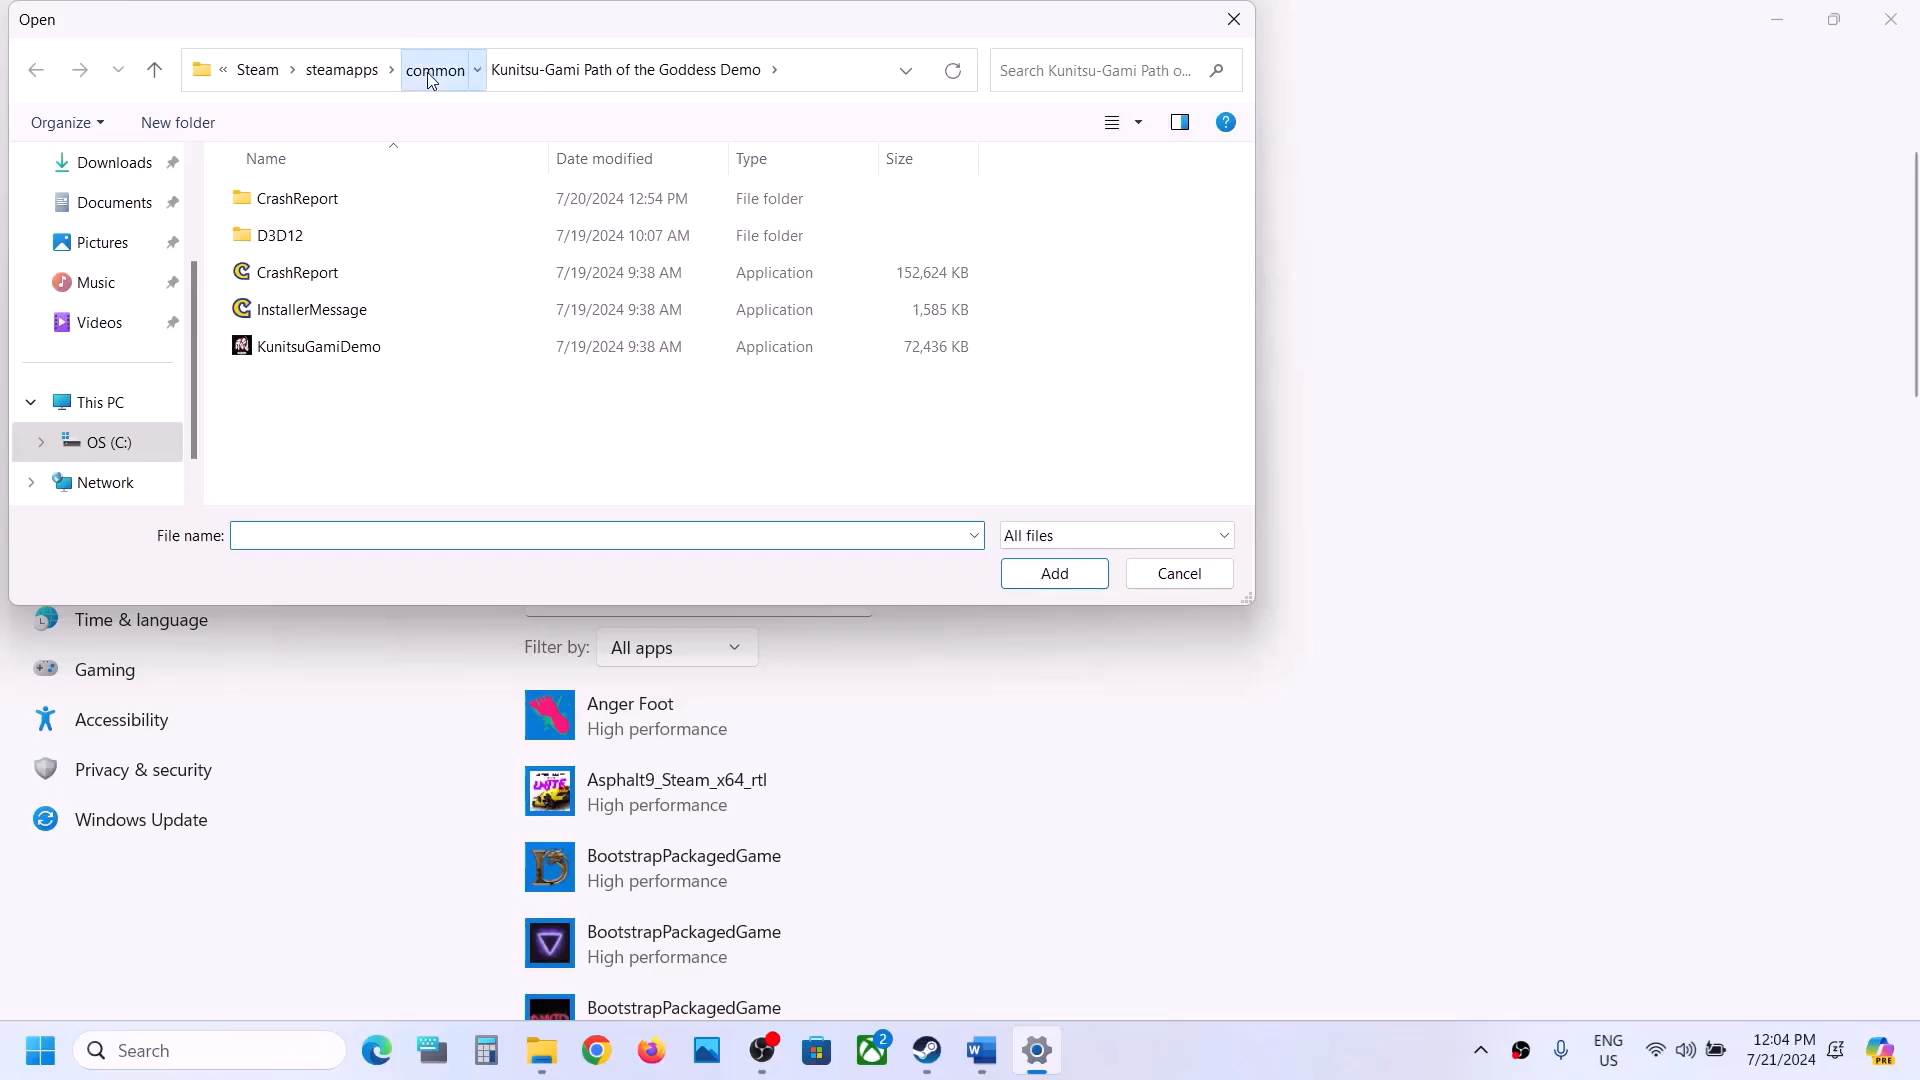 Open
« Steam > steamapps > common Kunitsu-Gami Path of the Goddess Demo >
Search Kunitsu-Gami Path o...
Organize
New folder
Name
Date modified
Type
Size
Downloads
Documents
Pictures
Music
Videos
This PC
OS (C:)
Network
CrashReport 7/20/2024 12:54 PM File folder
D3D12 7/19/2024 10:07 AM File folder
CrashReport 7/19/2024 9:38 AM Application 152,624 KB
InstallerMessage 7/19/2024 9:38 AM Application 1,585 KB
KunitsuGamiDemo 7/19/2024 9:38 AM Application 72,436 KB
File name:
All files
Add
Cancel
Time & language
Gaming
Accessibility
Privacy & security
Windows Update
Filter by: All apps
Anger Foot
High performance
Asphalt9_Steam_x64_rtl
High performance
BootstrapPackagedGame
High performance
BootstrapPackagedGame
High performance
BootstrapPackagedGame
Search
2
ENG
US
12:04 PM
7/21/2024
PRE